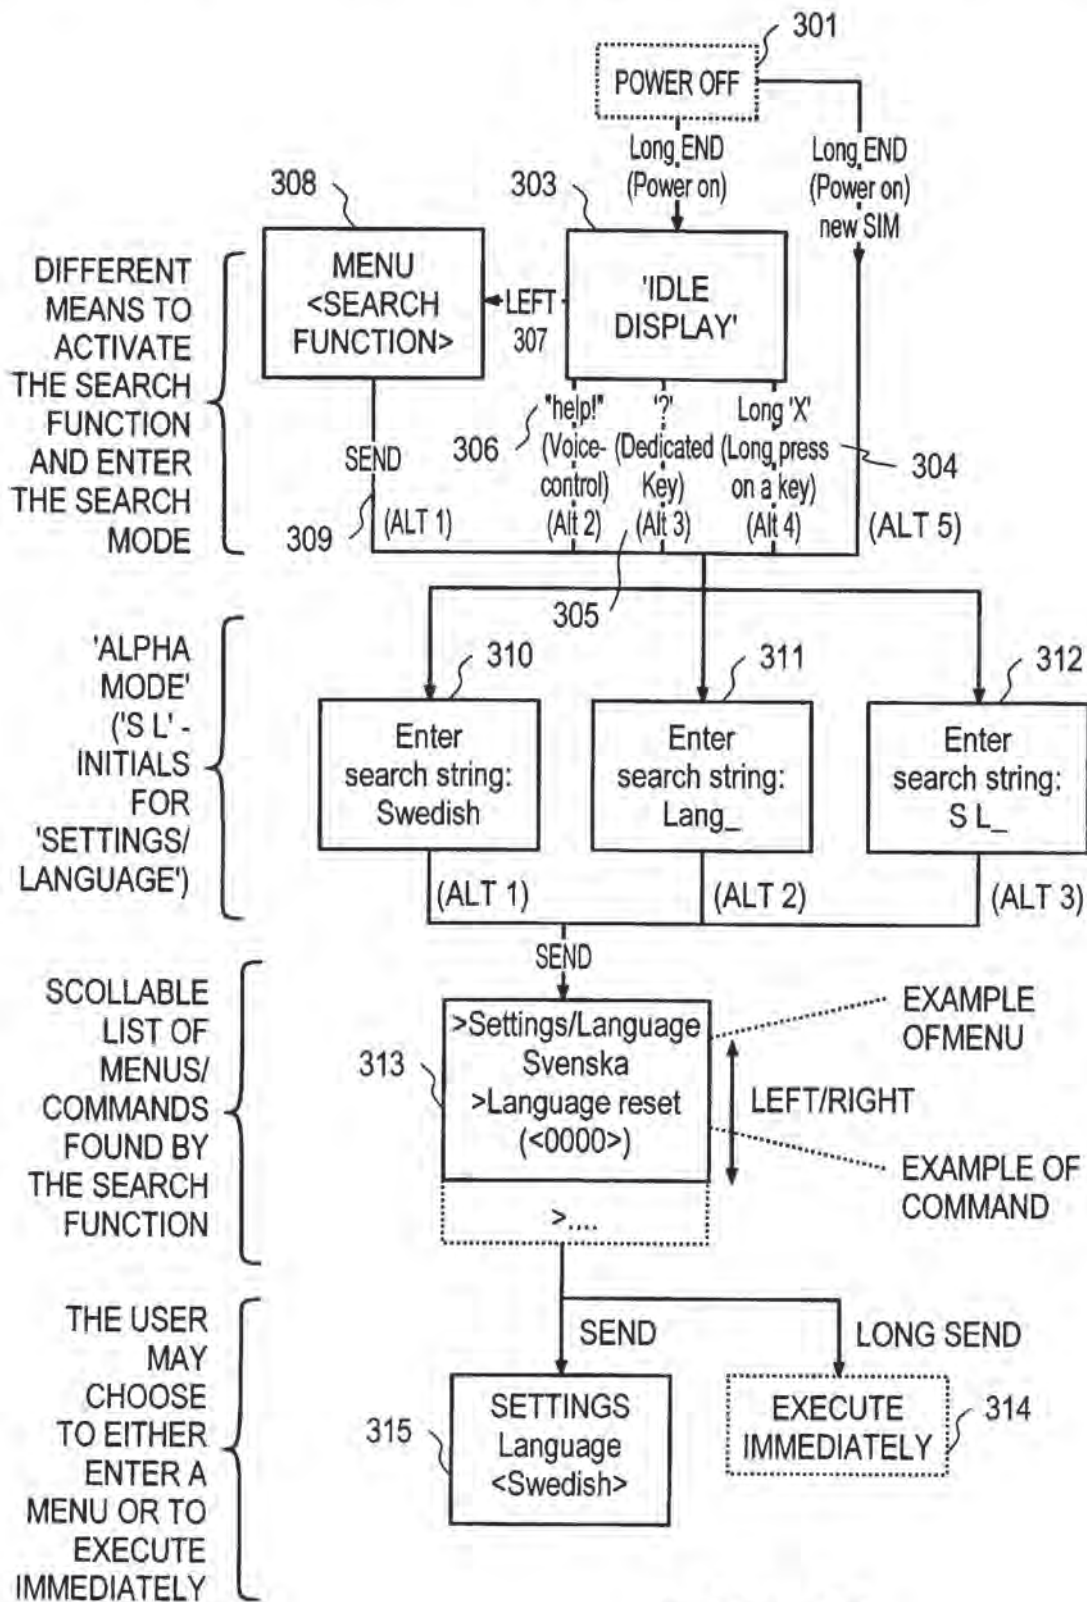 301
POWER OFF
Long END
(Power on)
Long END
(Power on)
new SIM
308
303
DIFFERENT
MEANS TO
ACTIVATE
THE SEARCH
FUNCTION
AND ENTER
THE SEARCH
MODE
MENU
<SEARCH
FUNCTION>
LEFT
307
'IDLE
DISPLAY'
306
"help!"
(Voice-
control)
(Alt 2)
'?'
(Dedicated
Key)
(Alt 3)
Long 'X'
(Long press
on a key)
(Alt 4)
304
SEND
309
(ALT 1)
(ALT 5)
305
'ALPHA
MODE'
('S L' -
INITIALS
FOR
'SETTINGS/
LANGUAGE')
310
Enter
search string:
Swedish
311
Enter
search string:
Lang_
312
Enter
search string:
S L_
(ALT 1)
(ALT 2)
(ALT 3)
SEND
SCOLLABLE
LIST OF
MENUS/
COMMANDS
FOUND BY
THE SEARCH
FUNCTION
313
>Settings/Language
Svenska
>Language reset
(<0000>)
>....
EXAMPLE
OFMENU
LEFT/RIGHT
EXAMPLE OF
COMMAND
THE USER
MAY
CHOOSE
TO EITHER
ENTER A
MENU OR TO
EXECUTE
IMMEDIATELY
SEND
LONG SEND
315
SETTINGS
Language
<Swedish>
EXECUTE
IMMEDIATELY
314